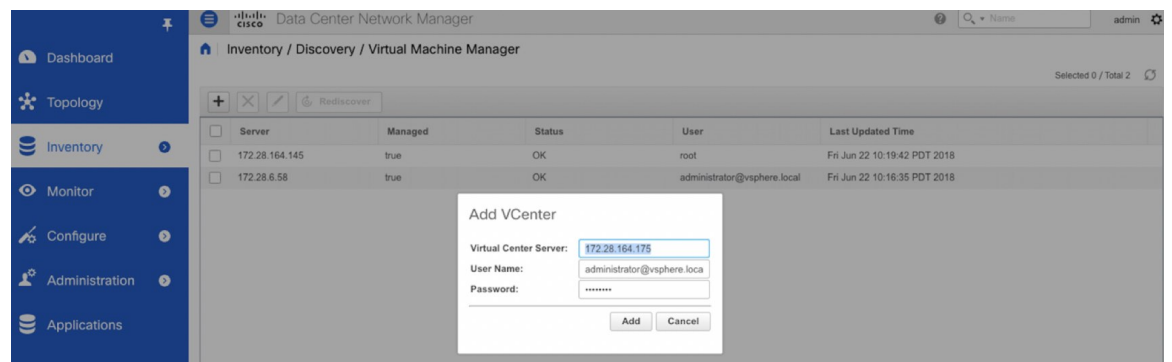 cisco Data Center Network Manager
Name
admin
Inventory / Discovery / Virtual Machine Manager
Selected 0 / Total 2
Dashboard
Topology
Inventory
Monitor
Configure
Administration
Applications
Rediscover
Server Managed Status User Last Updated Time
172.28.164.145 true OK root Fri Jun 22 10:19:42 PDT 2018
172.28.6.58 true OK administrator@vsphere.local Fri Jun 22 10:16:35 PDT 2018
Add VCenter
Virtual Center Server: 172.28.164.175
User Name: administrator@vsphere.loca
Password: ••••••••
Add Cancel